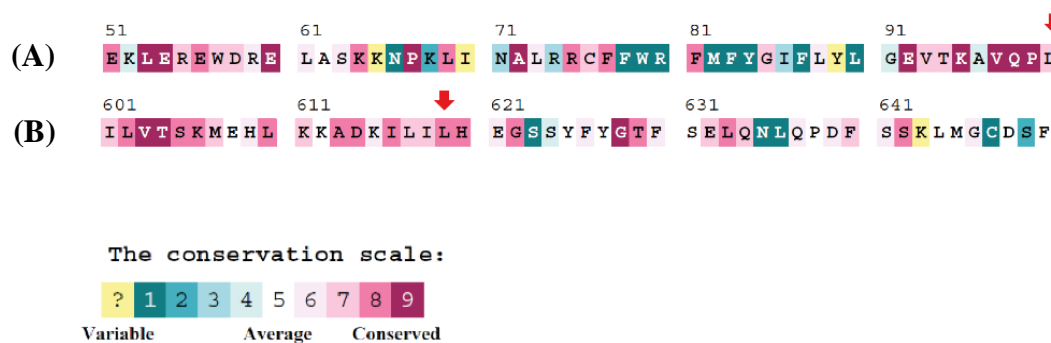 51 61 71 81 91
(A) EKLEREWDRE LASKKNPKLI NALRRCFFWR FMFYGIFLYL GEVTKAVQP
601 611 621 631 641
(B) ILVTSKMEHL KKADKILILH EGSSYFYGTF SELQNLQPDF SSKLMGCDSF
The conservation scale:
? 1 2 3 4 5 6 7 8 9
Variable Average Conserved